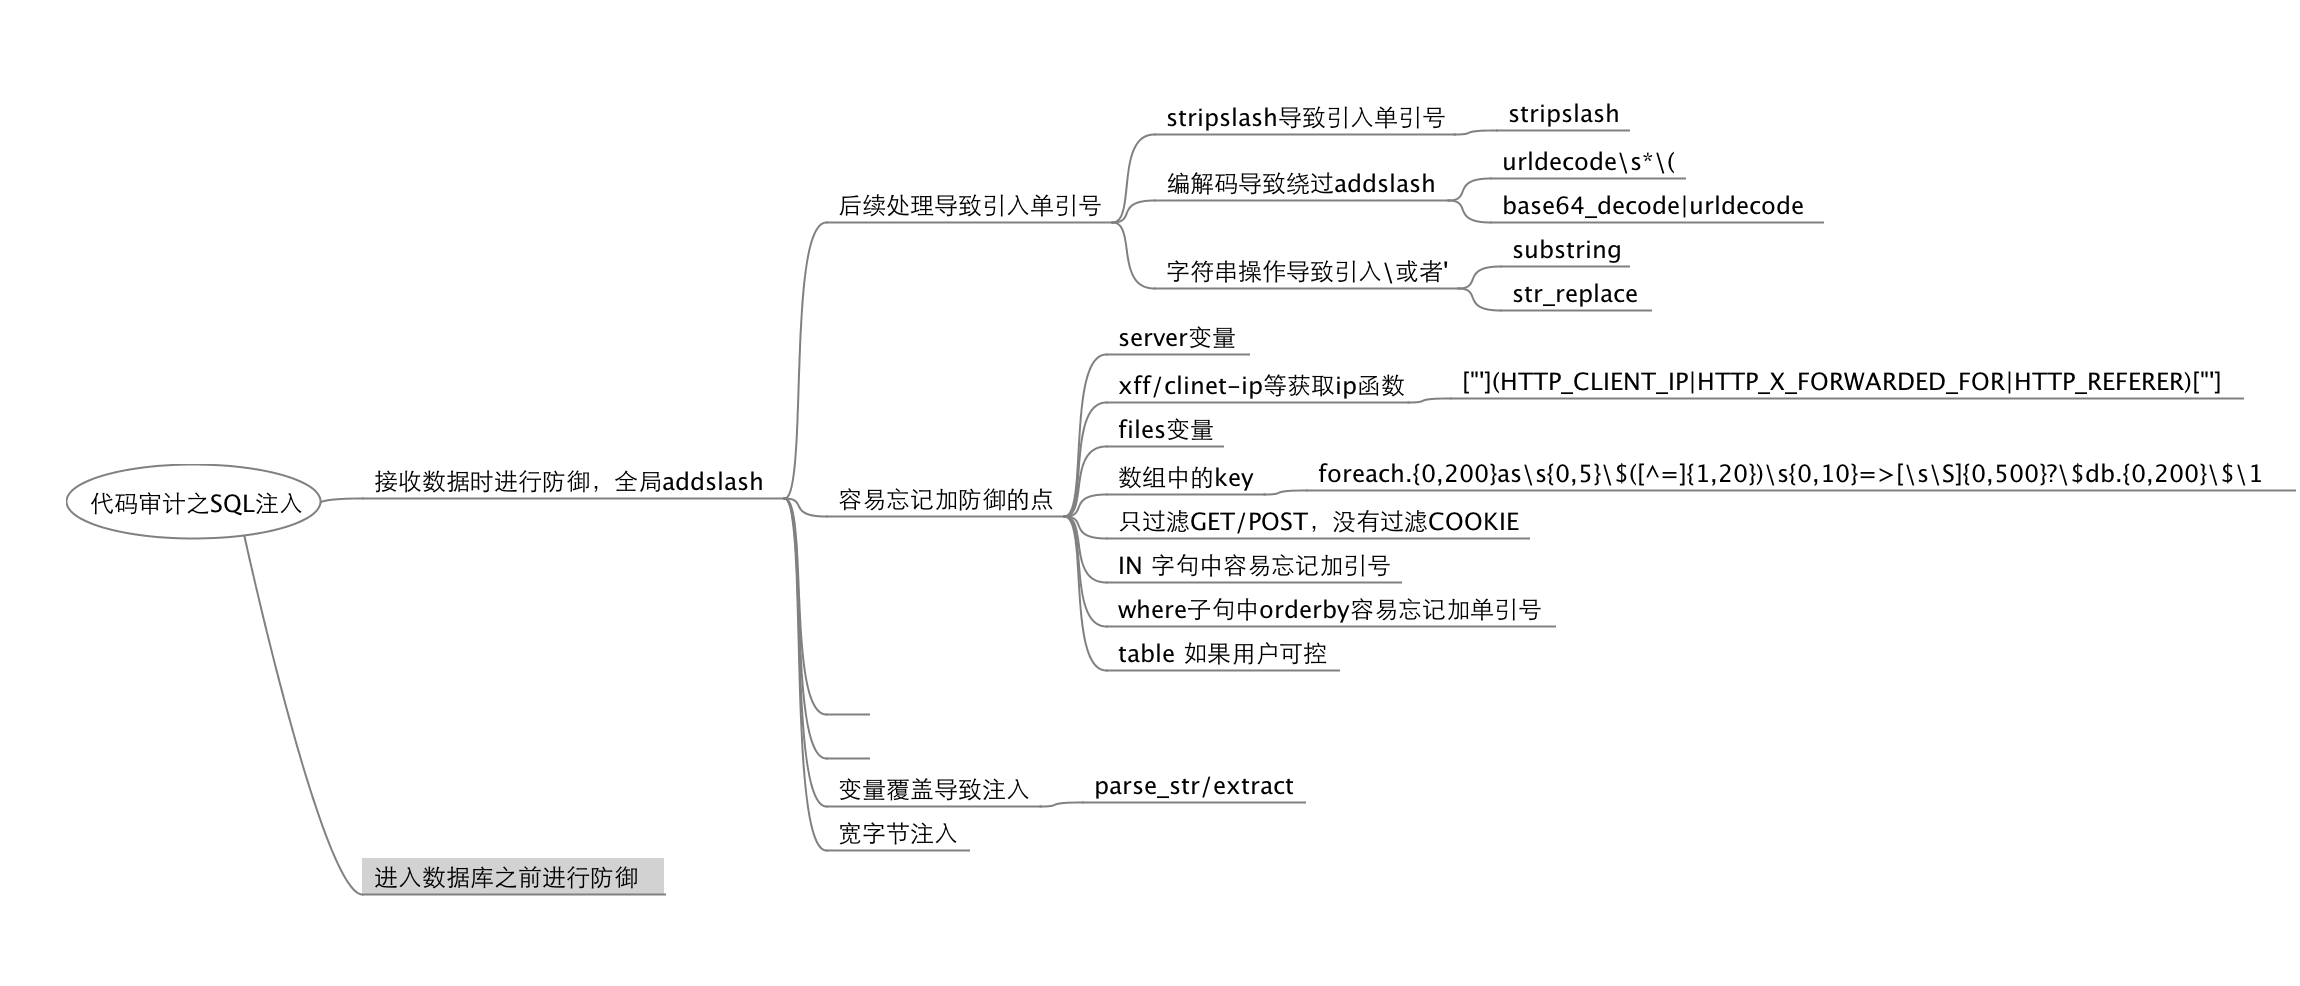 代码审计之SQL注入
接收数据时进行防御，全局addslash
后续处理导致引入单引号
stripslash导致引入单引号
stripslash
编解码导致绕过addslash
urldecode\s*\(
base64_decode|urldecode
字符串操作导致引入\或者'
substring
str_replace
容易忘记加防御的点
server变量
xff/clinet-ip等获取ip函数
["'](HTTP_CLIENT_IP|HTTP_X_FORWARDED_FOR|HTTP_REFERER)["']
files变量
数组中的key
foreach.{0,200}as\s{0,5}\$([^=]{1,20})\s{0,10}=>[\s\S]{0,500}?\$db.{0,200}\$\1
只过滤GET/POST，没有过滤COOKIE
IN 字句中容易忘记加引号
where子句中orderby容易忘记加单引号
table 如果用户可控
变量覆盖导致注入
parse_str/extract
宽字节注入
进入数据库之前进行防御